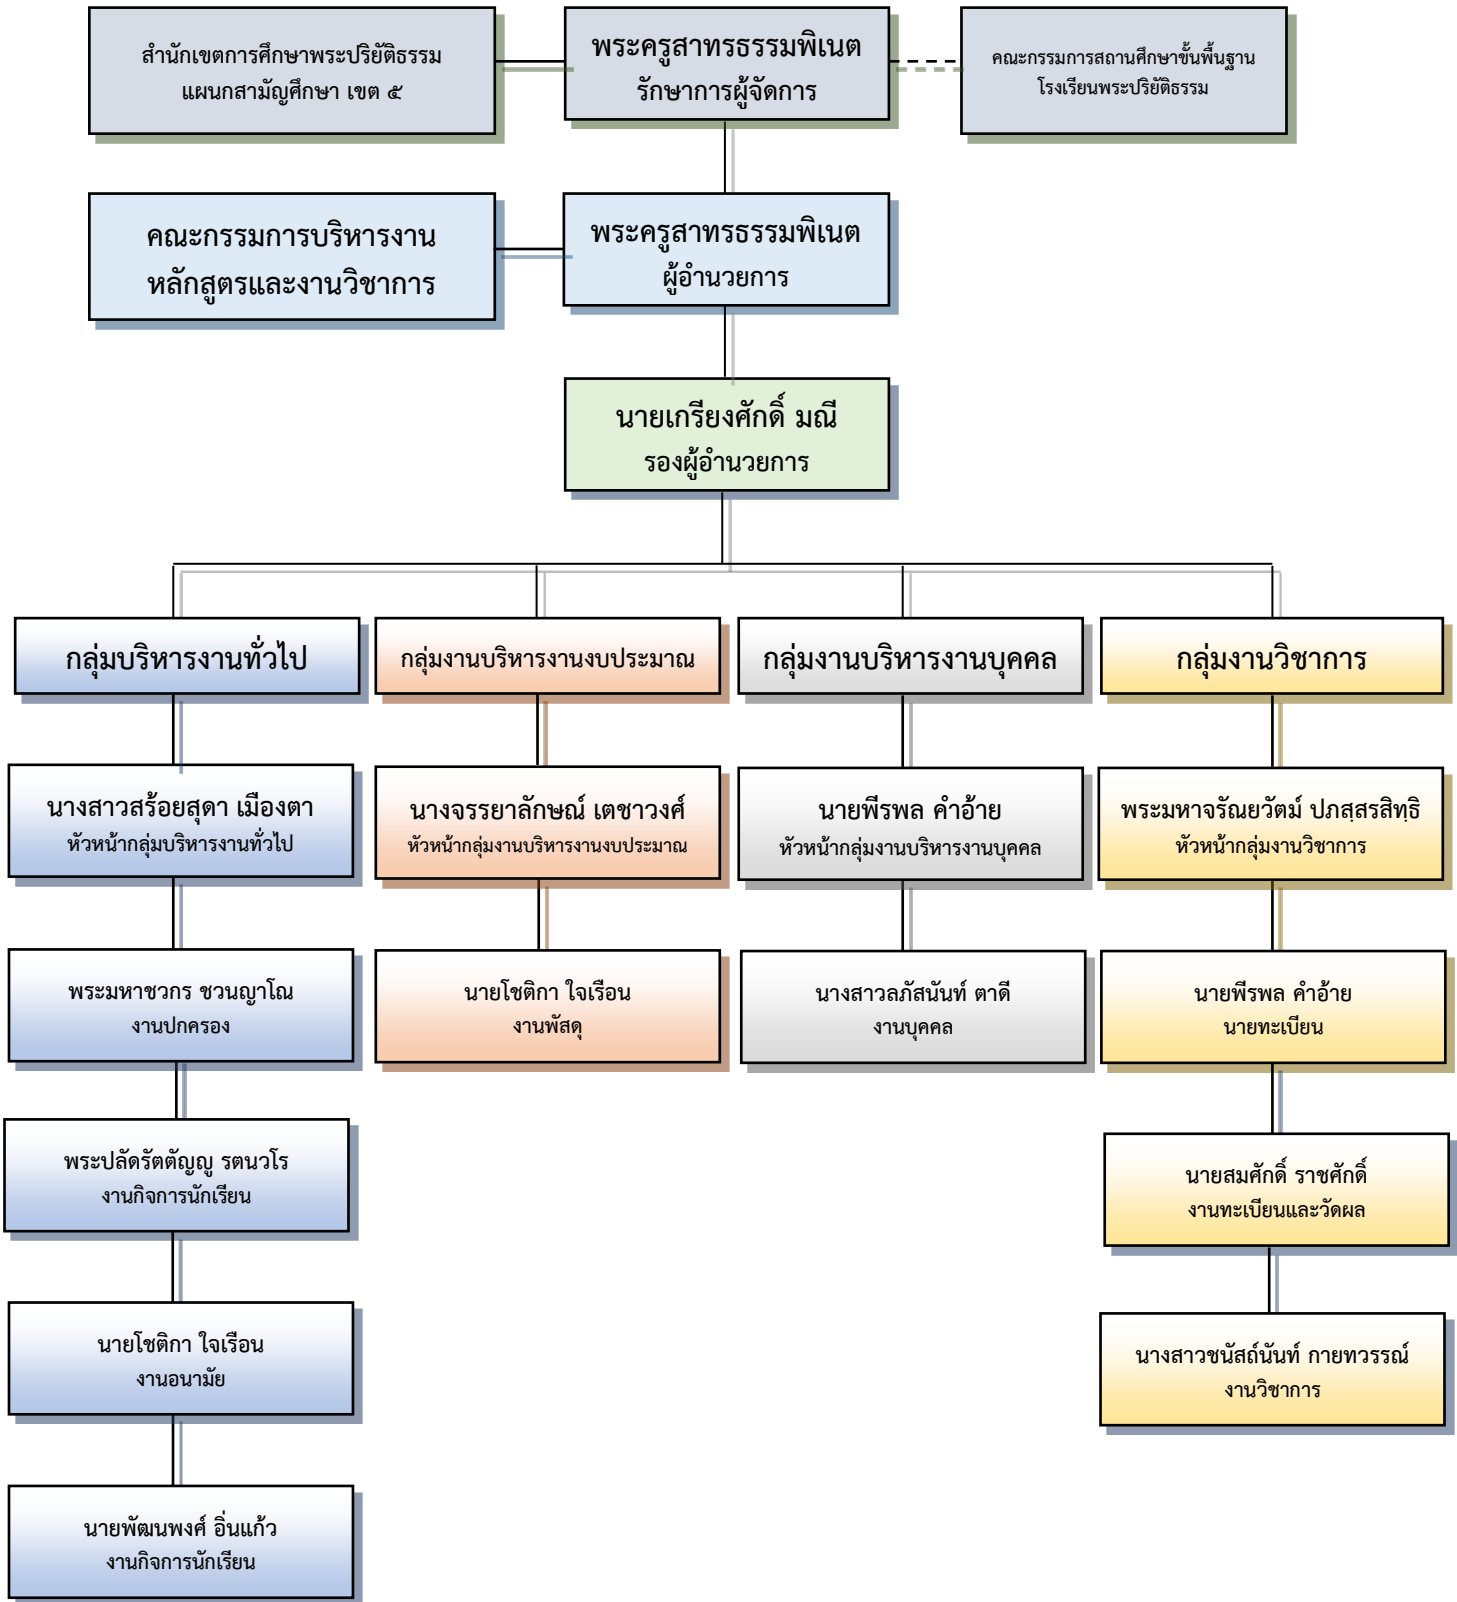 สำนักเขตการศึกษาพระปริยัติธรรม
แผนกสามัญศึกษา เขต ๕
พระครูสาทรธรรมพิเนต
รักษาการผู้จัดการ
คณะกรรมการสถานศึกษาขั้นพื้นฐาน
โรงเรียนพระปริยัติธรรม
คณะกรรมการบริหารงาน
หลักสูตรและงานวิชาการ
พระครูสาทรธรรมพิเนต
ผู้อำนวยการ
นายเกรียงศักดิ์ มณี
รองผู้อำนวยการ
กลุ่มบริหารงานทั่วไป
กลุ่มงานบริหารงานงบประมาณ
กลุ่มงานบริหารงานบุคคล
กลุ่มงานวิชาการ
นางสาวสร้อยสุดา เมืองตา
หัวหน้ากลุ่มบริหารงานทั่วไป
นางจรรยาลักษณ์ เตชาวงศ์
หัวหน้ากลุ่มงานบริหารงานงบประมาณ
นายพีรพล คำอ้าย
หัวหน้ากลุ่มงานบริหารงานบุคคล
พระมหาจรัณยวัตม์ ปภสฺสรสิทฺธิ
หัวหน้ากลุ่มงานวิชาการ
พระมหาชวกร ชวนญาโณ
งานปกครอง
นายโชติกา ใจเรือน
งานพัสดุ
นางสาวลภัสนันท์ ตาดี
งานบุคคล
นายพีรพล คำอ้าย
นายทะเบียน
พระปลัดรัตตัญญู รตนวโร
งานกิจการนักเรียน
นายสมศักดิ์ ราชศักดิ์
งานทะเบียนและวัดผล
นายโชติกา ใจเรือน
งานอนามัย
นางสาวชนัสถ์นันท์ กายทวรรณ์
งานวิชาการ
นายพัฒนพงศ์ อิ่นแก้ว
งานกิจการนักเรียน